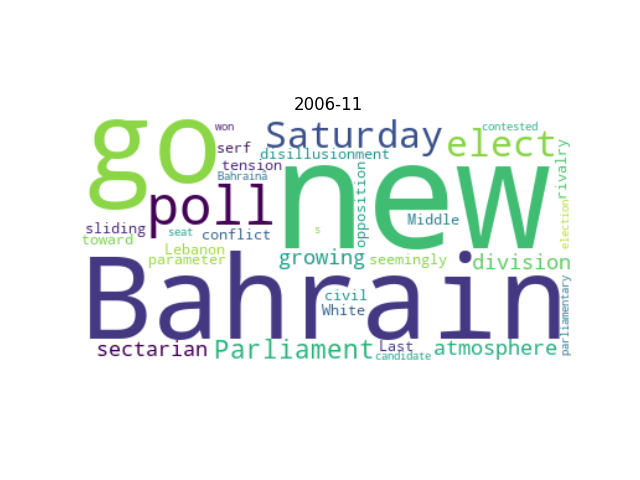 2006-11
go
won
Saturday
contested
elect
serf
disillusionment
tension
Bahrainâ
rivalry
new
poll
opposition
Middle
sliding
seat
conflict
s
election
toward
Lebanon
parameter
growing
seemingly
division
Bahrain
civil
White
parliamentary
sectarian
Parliament
Last
candidate
atmosphere